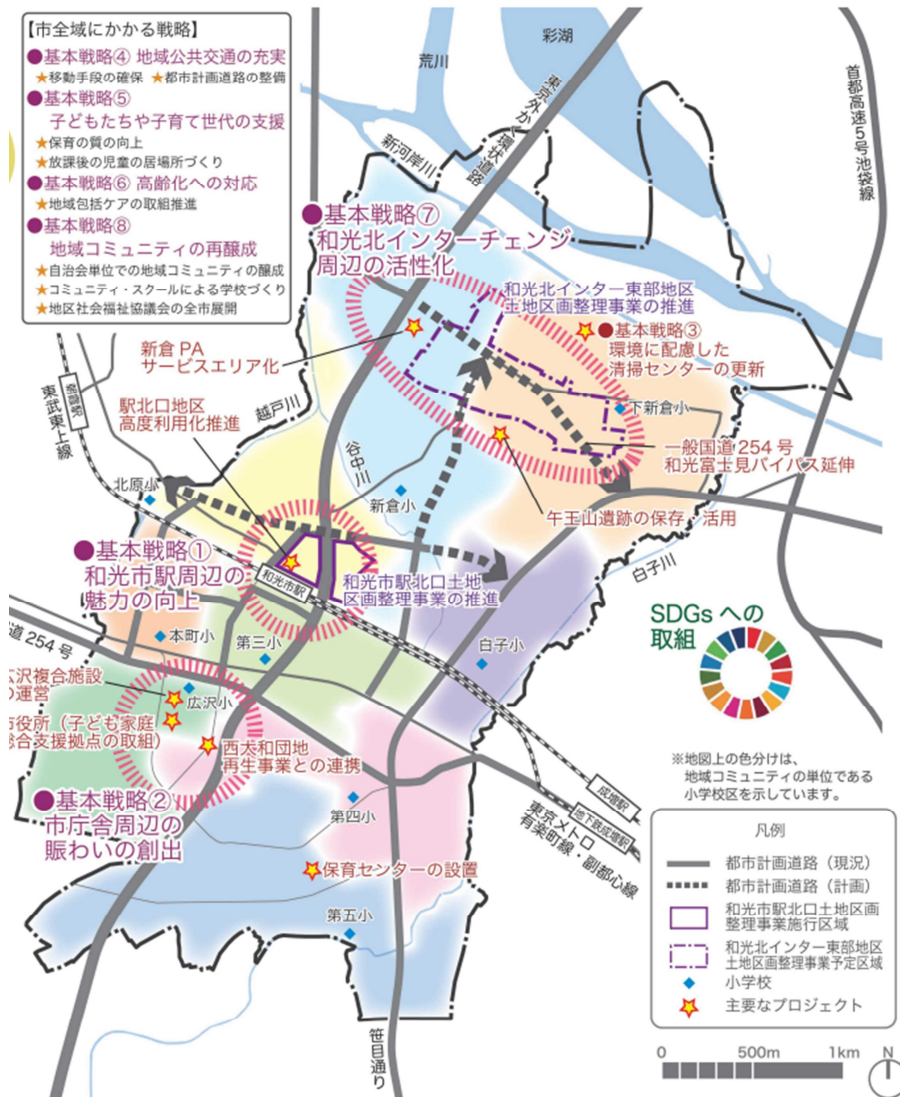 【市全域にかかる戦略】
●基本戦略④ 地域公共交通の充実
★移動手段の確保 ★都市計画道路の整備
●基本戦略⑤
子どもたちや子育て世代の支援
★保育の質の向上
★放課後の児童の居場所づくり
●基本戦略⑥ 高齢化への対応
★地域包括ケアの取組推進
●基本戦略⑧
地域コミュニティの再醸成
★自治会単位での地域コミュニティの醸成
★コミュニティ・スクールによる学校づくり
★地区社会福祉協議会の全市展開
荒川
彩湖
東京外かく環状道路
首都高速5号池袋線
新河岸川
●基本戦略⑦
和光北インターチェンジ
周辺の活性化
和光北インター東部地区
土地区画整理事業の推進
●基本戦略③
環境に配慮した
清掃センターの更新
新倉PA
サービスエリア化
東武東上線
駅北口地区
高度利用化推進
越戸川
谷中川
下新倉小
一般国道254号
和光富士見バイパス延伸
北原小
新倉小
午王山遺跡の保存・活用
●基本戦略①
和光市駅周辺の
魅力の向上
和光市駅
和光市駅北口土地
区画整理事業の推進
白子川
SDGsへの
取組
道254号
本町小
第三小
白子小
広沢複合施設
の運営
広沢小
市役所（子ども家庭
総合支援拠点の取組）
西大和団地
再生事業との連携
●基本戦略②
市庁舎周辺の
賑わいの創出
第四小
保育センターの設置
第五小
成増駅
地下鉄成増駅
東京メトロ
有楽町線・副都心線
笹目通り
※地図上の色分けは、
地域コミュニティの単位である
小学校区を示しています。
凡例
都市計画道路（現況）
都市計画道路（計画）
和光市駅北口土地区画
整理事業施行区域
和光北インター東部地区
土地区画整理事業予定区域
小学校
主要なプロジェクト
0 500m 1km N